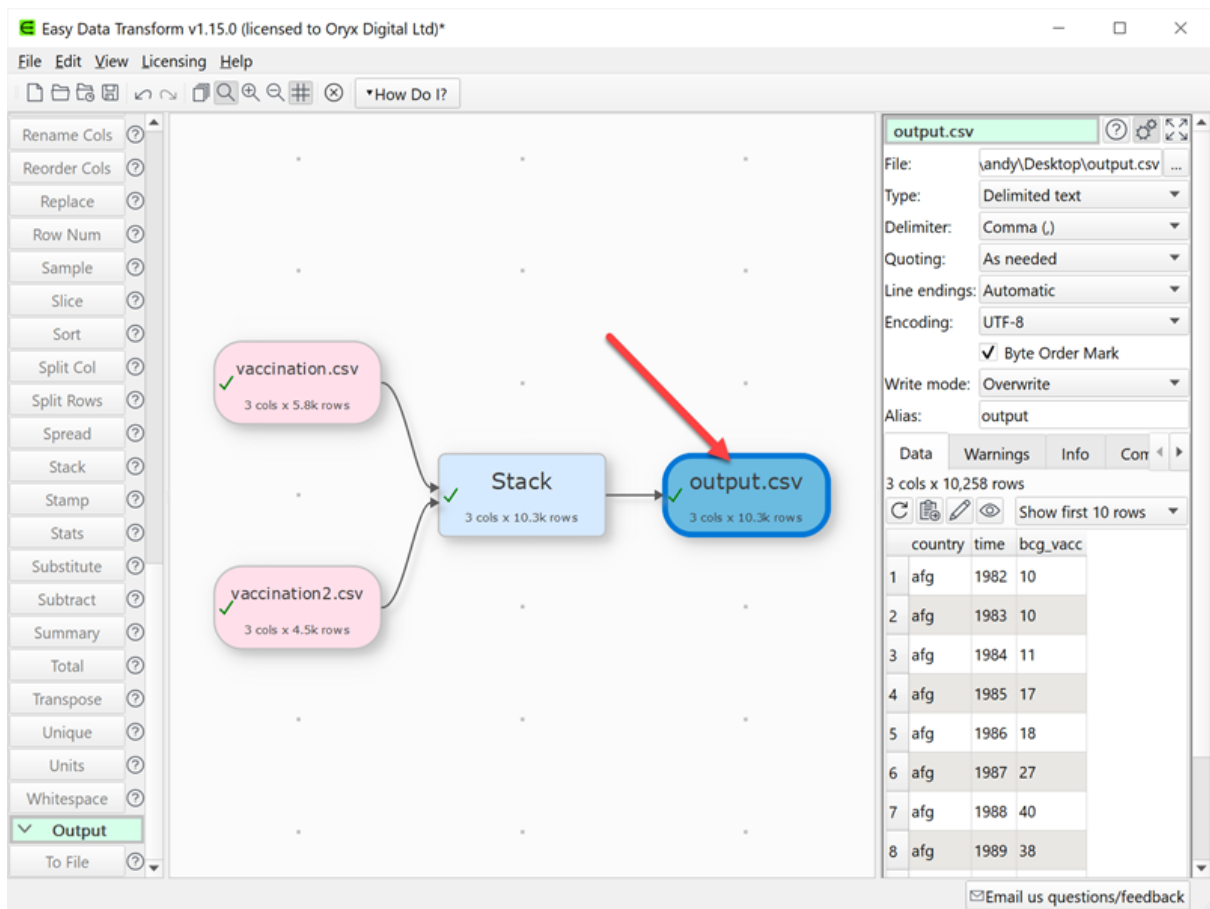 Easy Data Transform v1.15.0 (licensed to Oryx Digital Ltd)*
File Edit View Licensing Help
How Do I?
Rename Cols
Reorder Cols
Replace
Row Num
Sample
Slice
Sort
Split Col
Split Rows
Spread
Stack
Stamp
Stats
Substitute
Subtract
Summary
Total
Transpose
Unique
Units
Whitespace
Output
To File
vaccination.csv
3 cols x 5.8k rows
vaccination2.csv
3 cols x 4.5k rows
Stack
3 cols x 10.3k rows
output.csv
3 cols x 10.3k rows
output.csv
File: \andy\Desktop\output.csv ...
Type: Delimited text
Delimiter: Comma (,)
Quoting: As needed
Line endings: Automatic
Encoding: UTF-8
Byte Order Mark
Write mode: Overwrite
Alias: output
Data Warnings Info
3 cols x 10,258 rows
Show first 10 rows
country time bcg_vacc
1 afg 1982 10
2 afg 1983 10
3 afg 1984 11
4 afg 1985 17
5 afg 1986 18
6 afg 1987 27
7 afg 1988 40
8 afg 1989 38
Email us questions/feedback